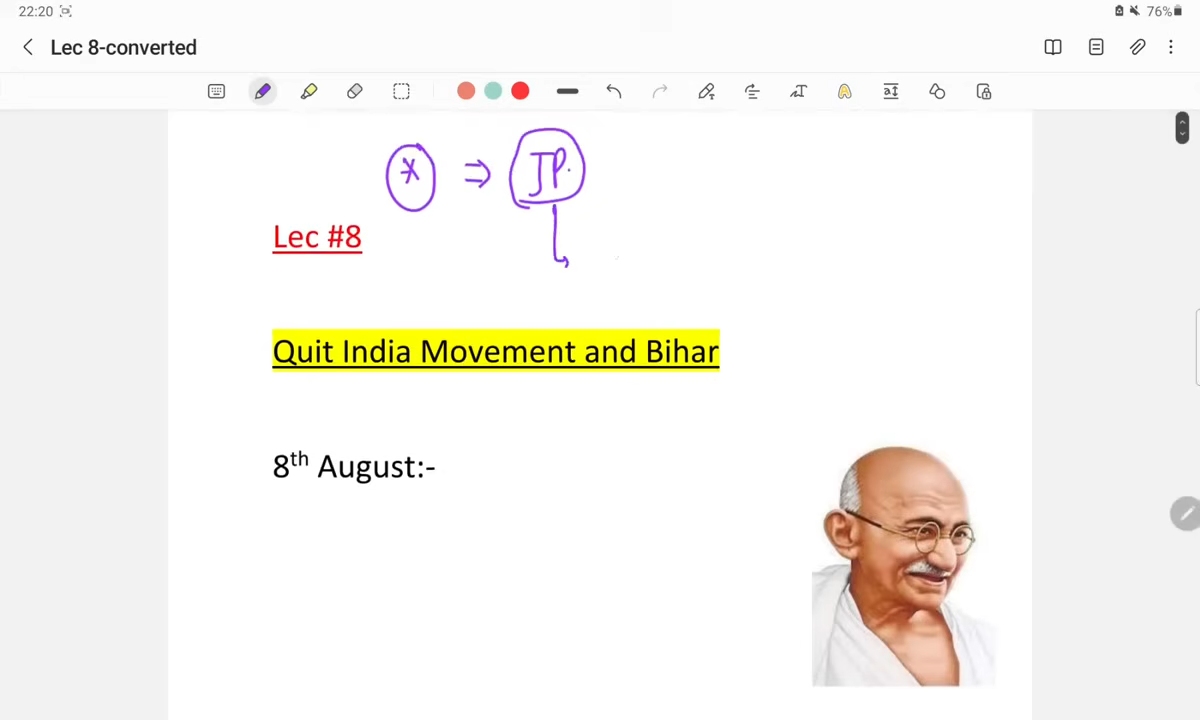 22:20
76%
Lec 8-converted
* ⇒ JP.
Lec #8
Quit India Movement and Bihar
8th August:-